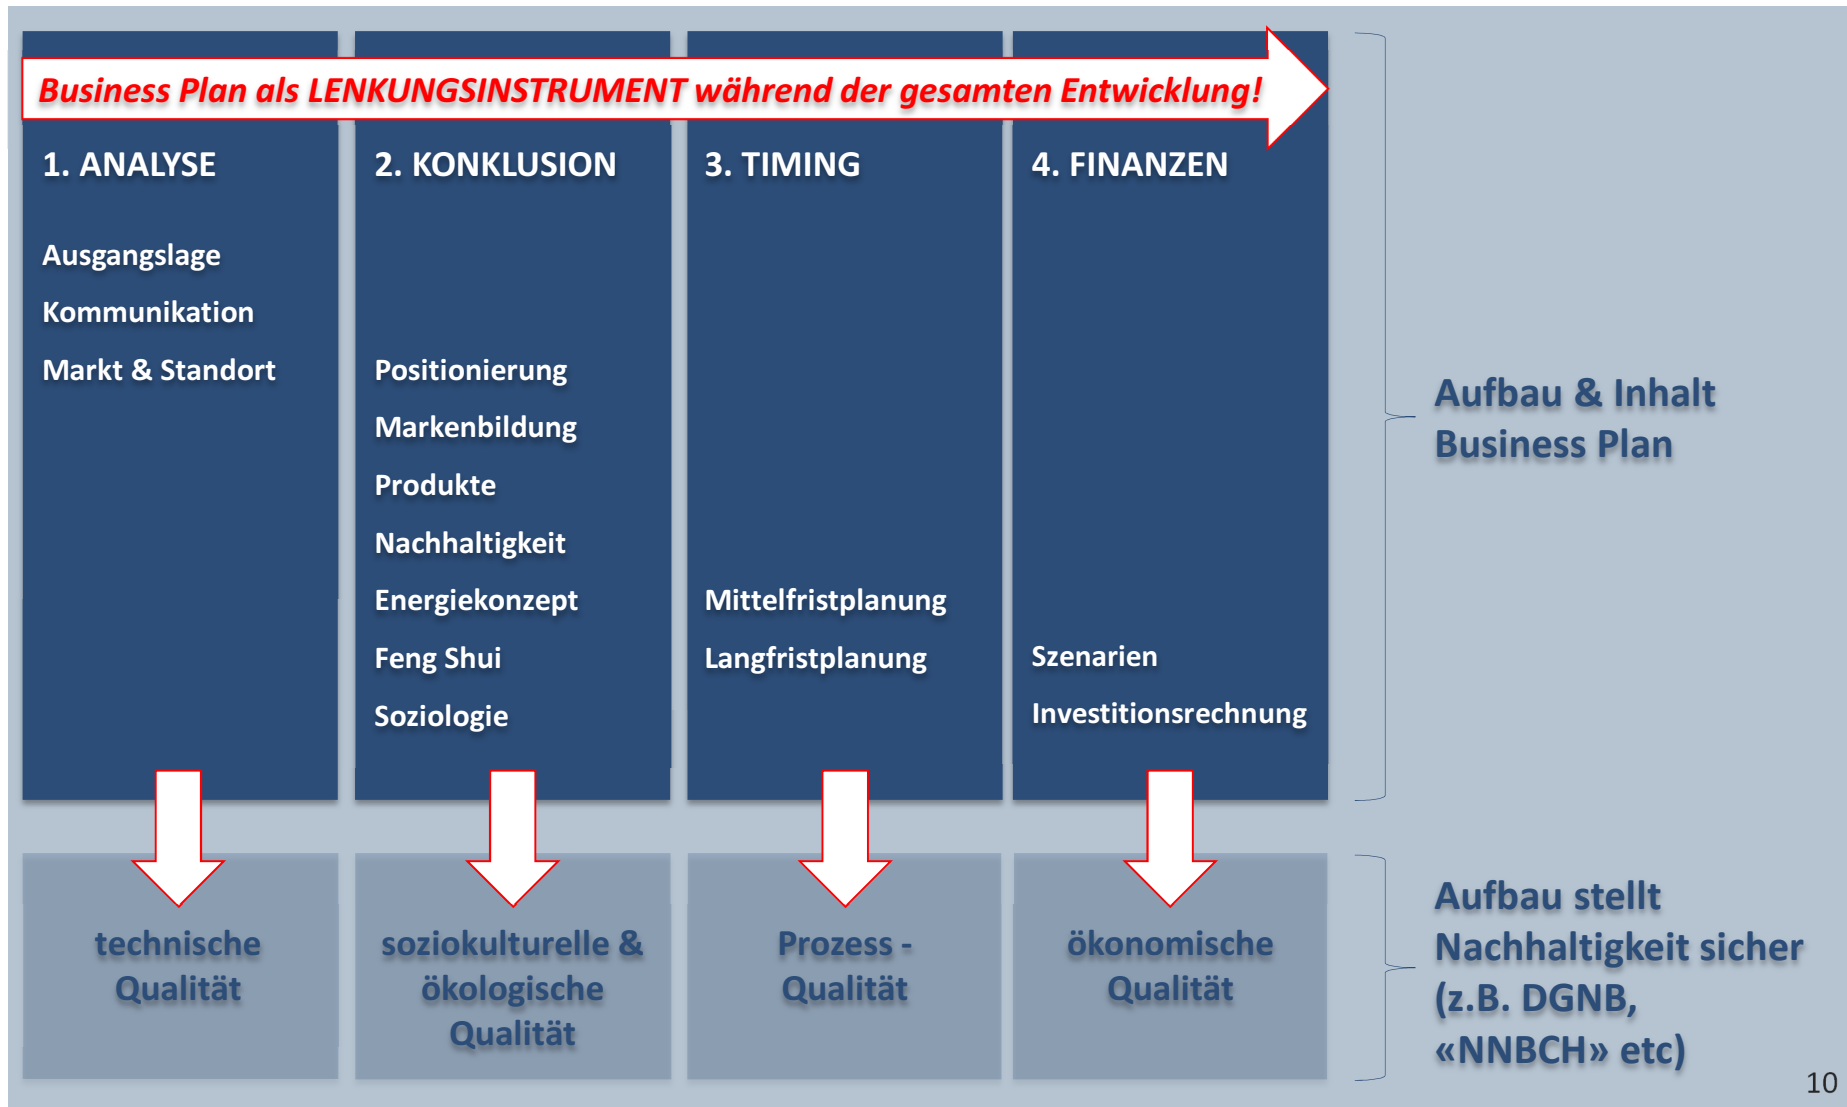 Business Plan als LENKUNGSINSTRUMENT während der gesamten Entwicklung!
1. ANALYSE
Ausgangslage
Kommunikation
Markt & Standort
2. KONKLUSION
Positionierung
Markenbildung
Produkte
Nachhaltigkeit
Energiekonzept
Feng Shui
Soziologie
3. TIMING
Mittelfristplanung
Langfristplanung
4. FINANZEN
Szenarien
Investitionsrechnung
Aufbau & Inhalt
Business Plan
technische
Qualität
soziokulturelle &
ökologische
Qualität
Prozess -
Qualität
ökonomische
Qualität
Aufbau stellt
Nachhaltigkeit sicher
(z.B. DGNB,
«NNBCH» etc)
10